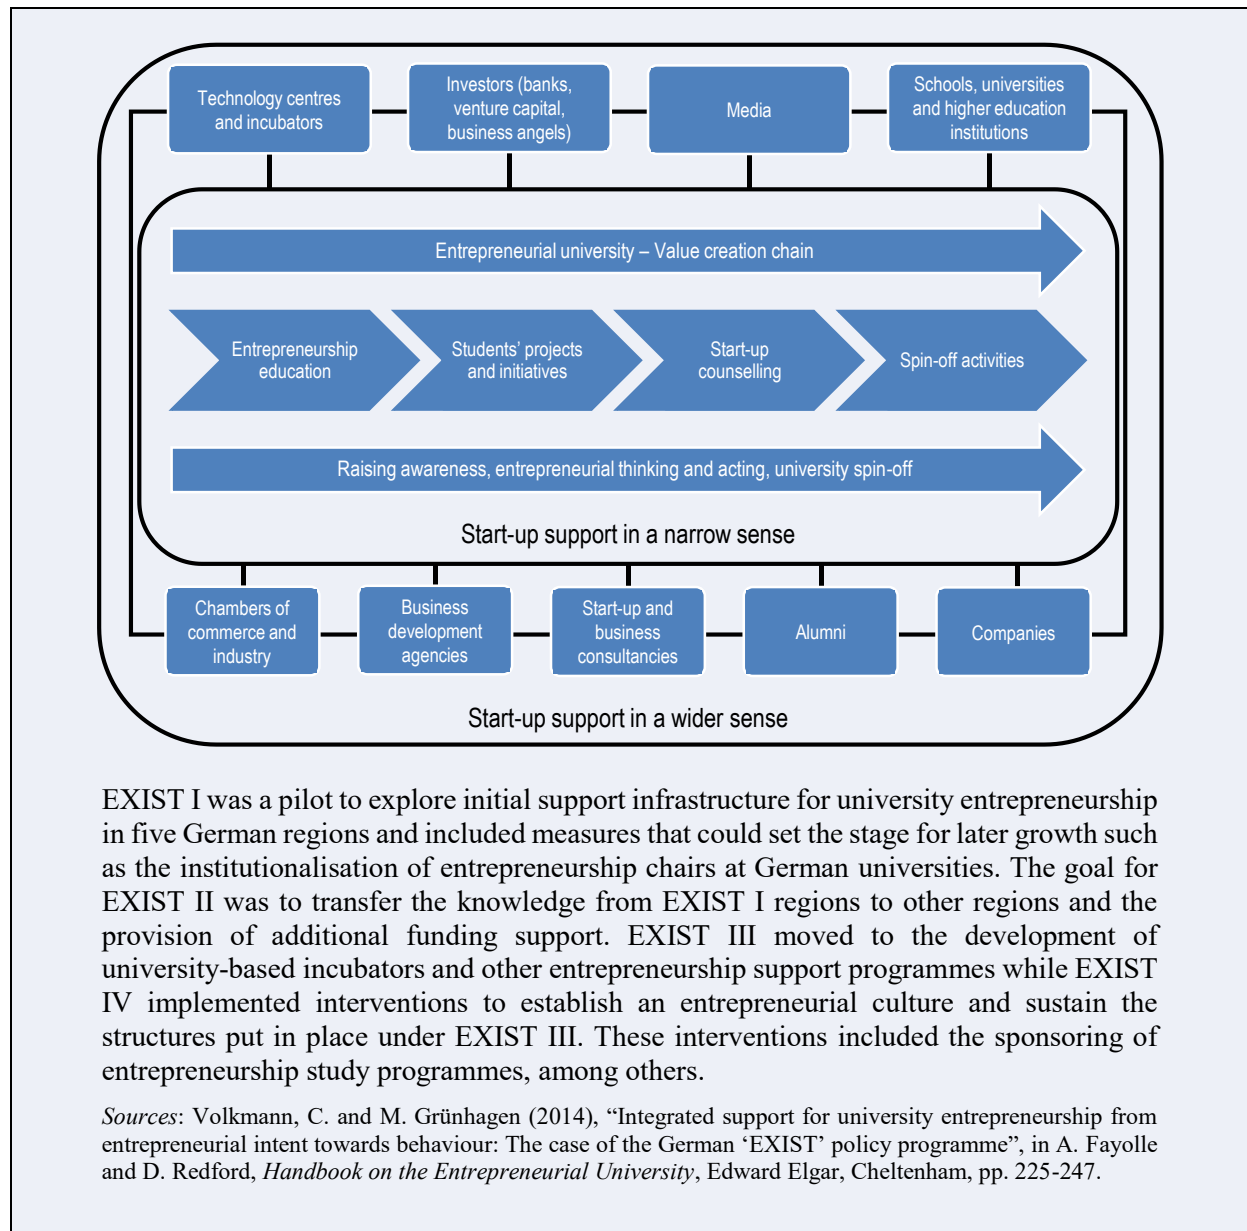 Technology centres
and incubators
Investors (banks,
venture capital,
business angels)
Media
Schools, universities
and higher education
institutions
Entrepreneurial university – Value creation chain
Entrepreneurship
education
Students’ projects
and initiatives
Start-up
counselling
Spin-off activities
Raising awareness, entrepreneurial thinking and acting, university spin-off
Start-up support in a narrow sense
Chambers of
commerce and
industry
Business
development
agencies
Start-up and
business
consultancies
Alumni
Companies
Start-up support in a wider sense
EXIST I was a pilot to explore initial support infrastructure for university entrepreneurship
in five German regions and included measures that could set the stage for later growth such
as the institutionalisation of entrepreneurship chairs at German universities. The goal for
EXIST II was to transfer the knowledge from EXIST I regions to other regions and the
provision of additional funding support. EXIST III moved to the development of
university-based incubators and other entrepreneurship support programmes while EXIST
IV implemented interventions to establish an entrepreneurial culture and sustain the
structures put in place under EXIST III. These interventions included the sponsoring of
entrepreneurship study programmes, among others.
Sources: Volkmann, C. and M. Grünhagen (2014), “Integrated support for university entrepreneurship from
entrepreneurial intent towards behaviour: The case of the German ‘EXIST’ policy programme”, in A. Fayolle
and D. Redford, Handbook on the Entrepreneurial University, Edward Elgar, Cheltenham, pp. 225-247.